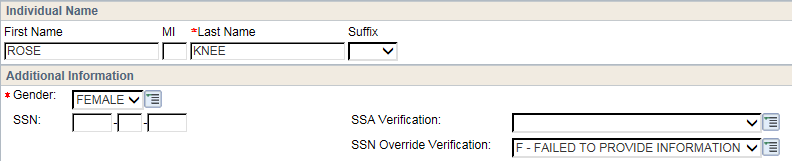 Individual Name
First Name MI *Last Name Suffix
ROSE KNEE
Additional Information
* Gender: FEMALE
SSN: - - SSA Verification:
SSN Override Verification: F - FAILED TO PROVIDE INFORMATION